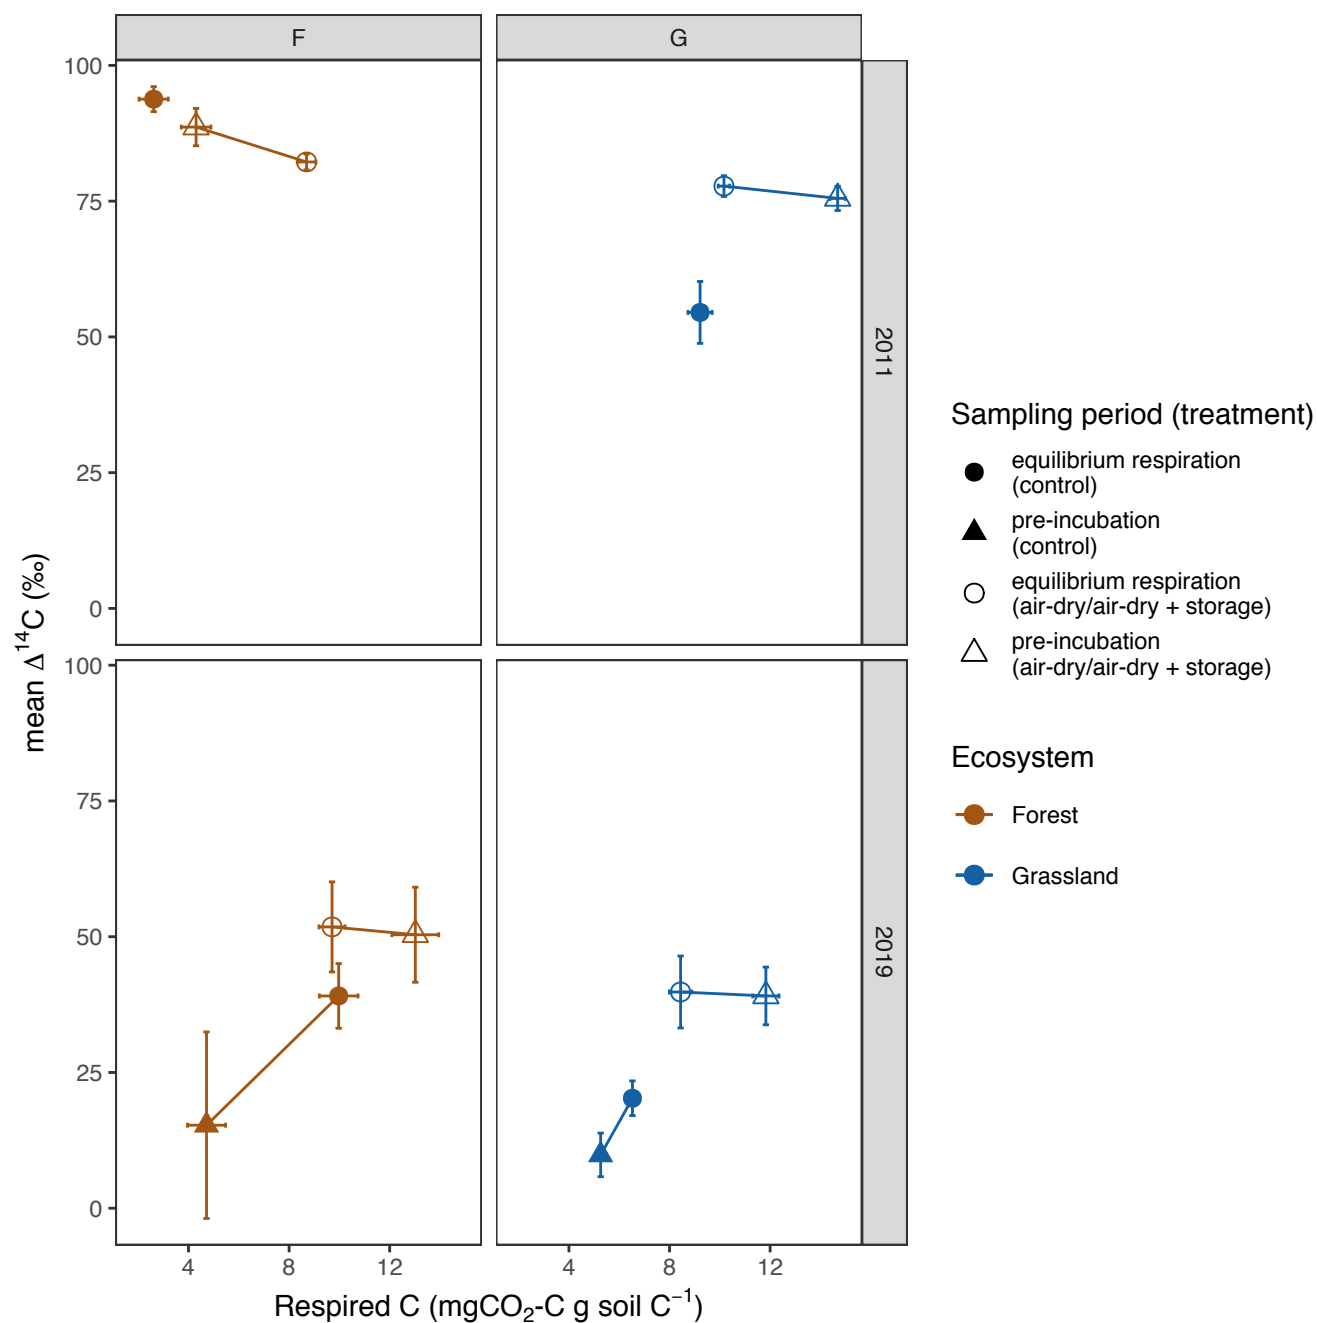 F
G
100
75
50
25
0
2011
100
75
50
25
0
2019
4
8
12
4
8
12
mean Δ¹⁴C (‰)
Respired C (mgCO₂-C g soil C⁻¹)
Sampling period (treatment)
equilibrium respiration
(control)
pre-incubation
(control)
equilibrium respiration
(air-dry/air-dry + storage)
pre-incubation
(air-dry/air-dry + storage)
Ecosystem
Forest
Grassland